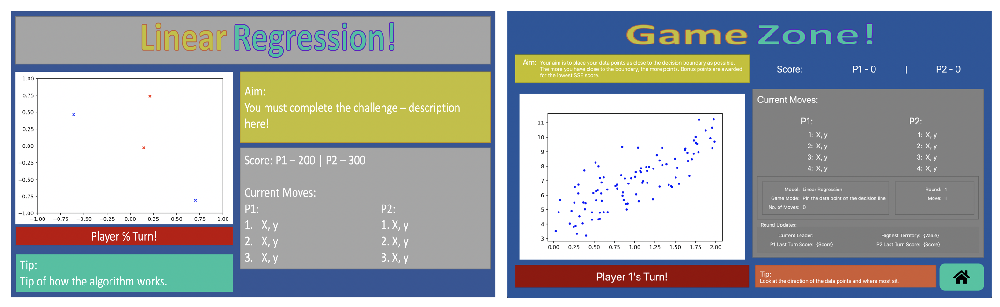 Linear Regression!
1.00
0.75
0.50
0.25
0.00
−0.25
−0.50
−0.75
−1.00
−1.00 −0.75 −0.50 −0.25 0.00 0.25 0.50 0.75 1.00
Player % Turn!
Tip:
Tip of how the algorithm works.
Aim:
You must complete the challenge – description
here!
Score: P1 – 200 | P2 – 300
Current Moves:
P1: P2:
1. X, y 1. X, y
2. X, y 2. X, y
3. X, y 3. X, y
Game Zone!
Aim: Your aim is to place your data points as close to the decision boundary as possible.
The more you have close to the boundary, the more points. Bonus points are awarded
for the lowest SSE score.
Score: P1 - 0 | P2 - 0
11
10
9
8
7
6
5
4
3
0.00 0.25 0.50 0.75 1.00 1.25 1.50 1.75 2.00
Player 1's Turn!
Current Moves:
P1: P2:
1: X, y 1: X, y
2: X, y 2: X, y
3: X, y 3: X, y
4: X, y 4: X, y
Model: Linear Regression
Game Mode: Pin the data point on the decision line
No. of Moves: 0
Round: 1
Move: 1
Round Updates:
Current Leader: Highest Territory: {Value}
P1 Last Turn Score: {Score} P2 Last Turn Score: {Score}
Tip:
Look at the direction of the data points and where most sit.